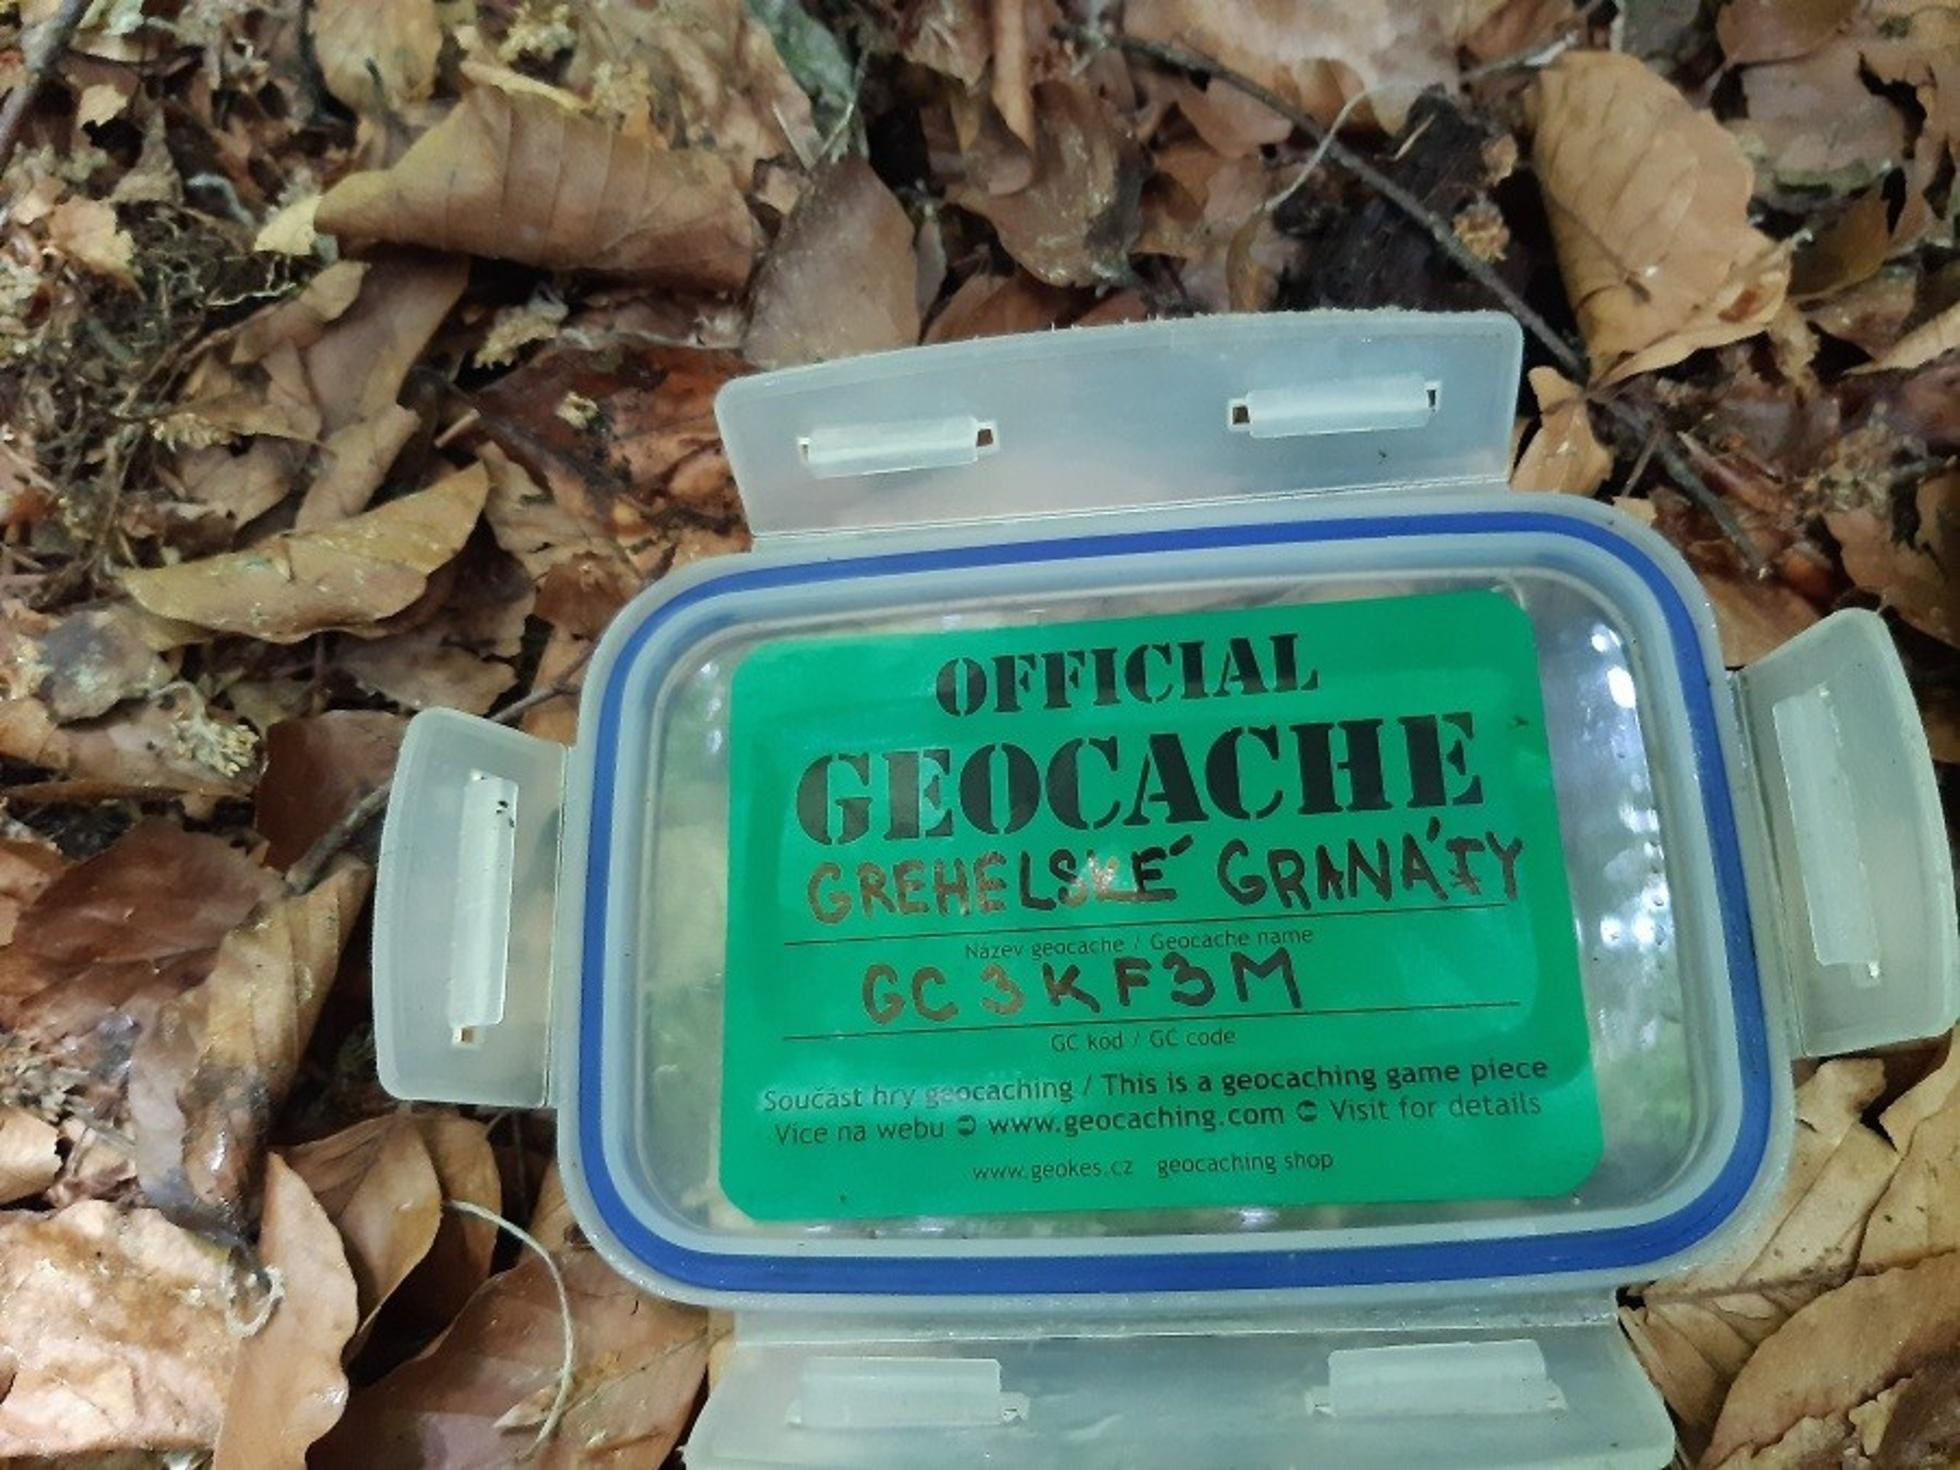 OFFICIAL
GEOCACHE
GREHELSKÉ GRANÁTY
Název geocache / Geocache name
GC3KF3M
GC kód / GC code
Součást hry geocaching / This is a geocaching game piece
Více na webu ➲ www.geocaching.com ➲ Visit for details
www.geokes.cz geocaching shop